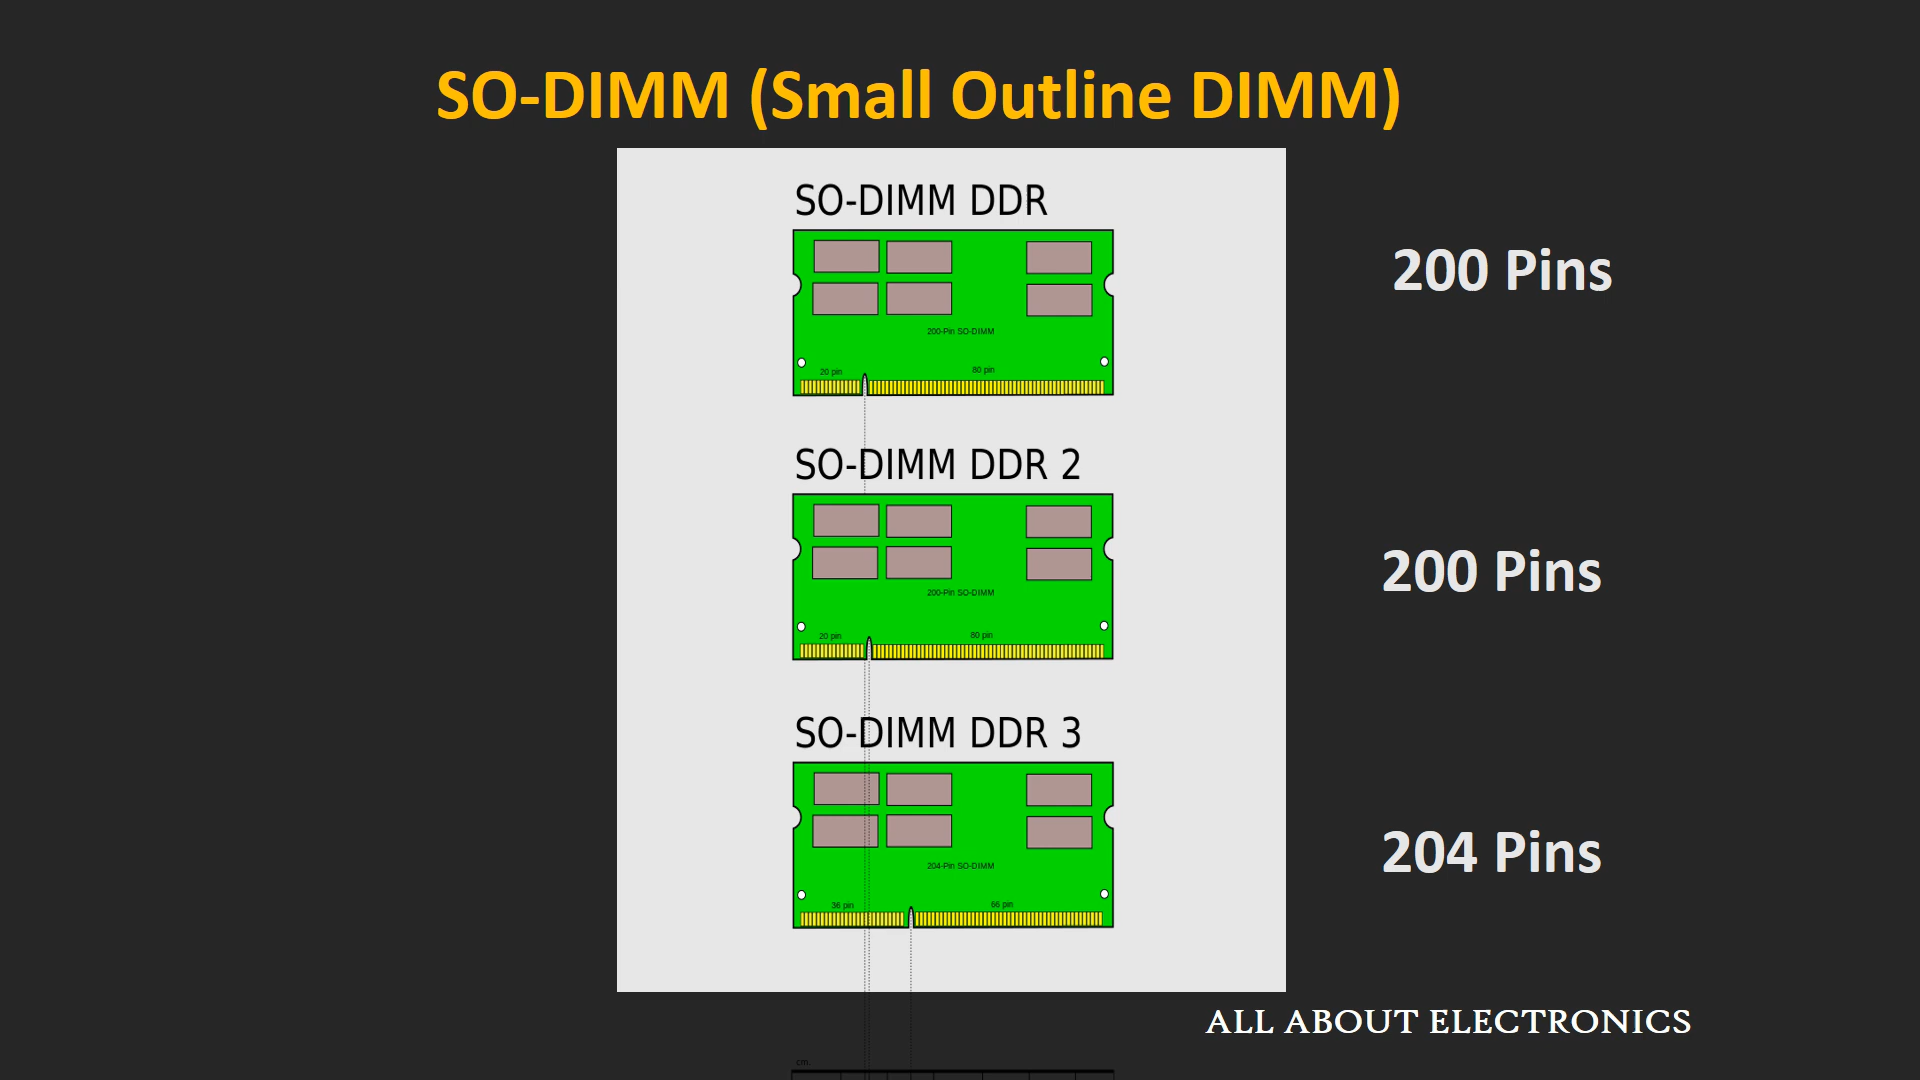 SO-DIMM (Small Outline DIMM)
SO-DIMM DDR
200 Pins
200-Pin SO-DIMM
20 pin
80 pin
SO-DIMM DDR 2
200 Pins
200-Pin SO-DIMM
20 pin
80 pin
SO-DIMM DDR 3
204 Pins
204-Pin SO-DIMM
36 pin
66 pin
ALL ABOUT ELECTRONICS
cm.